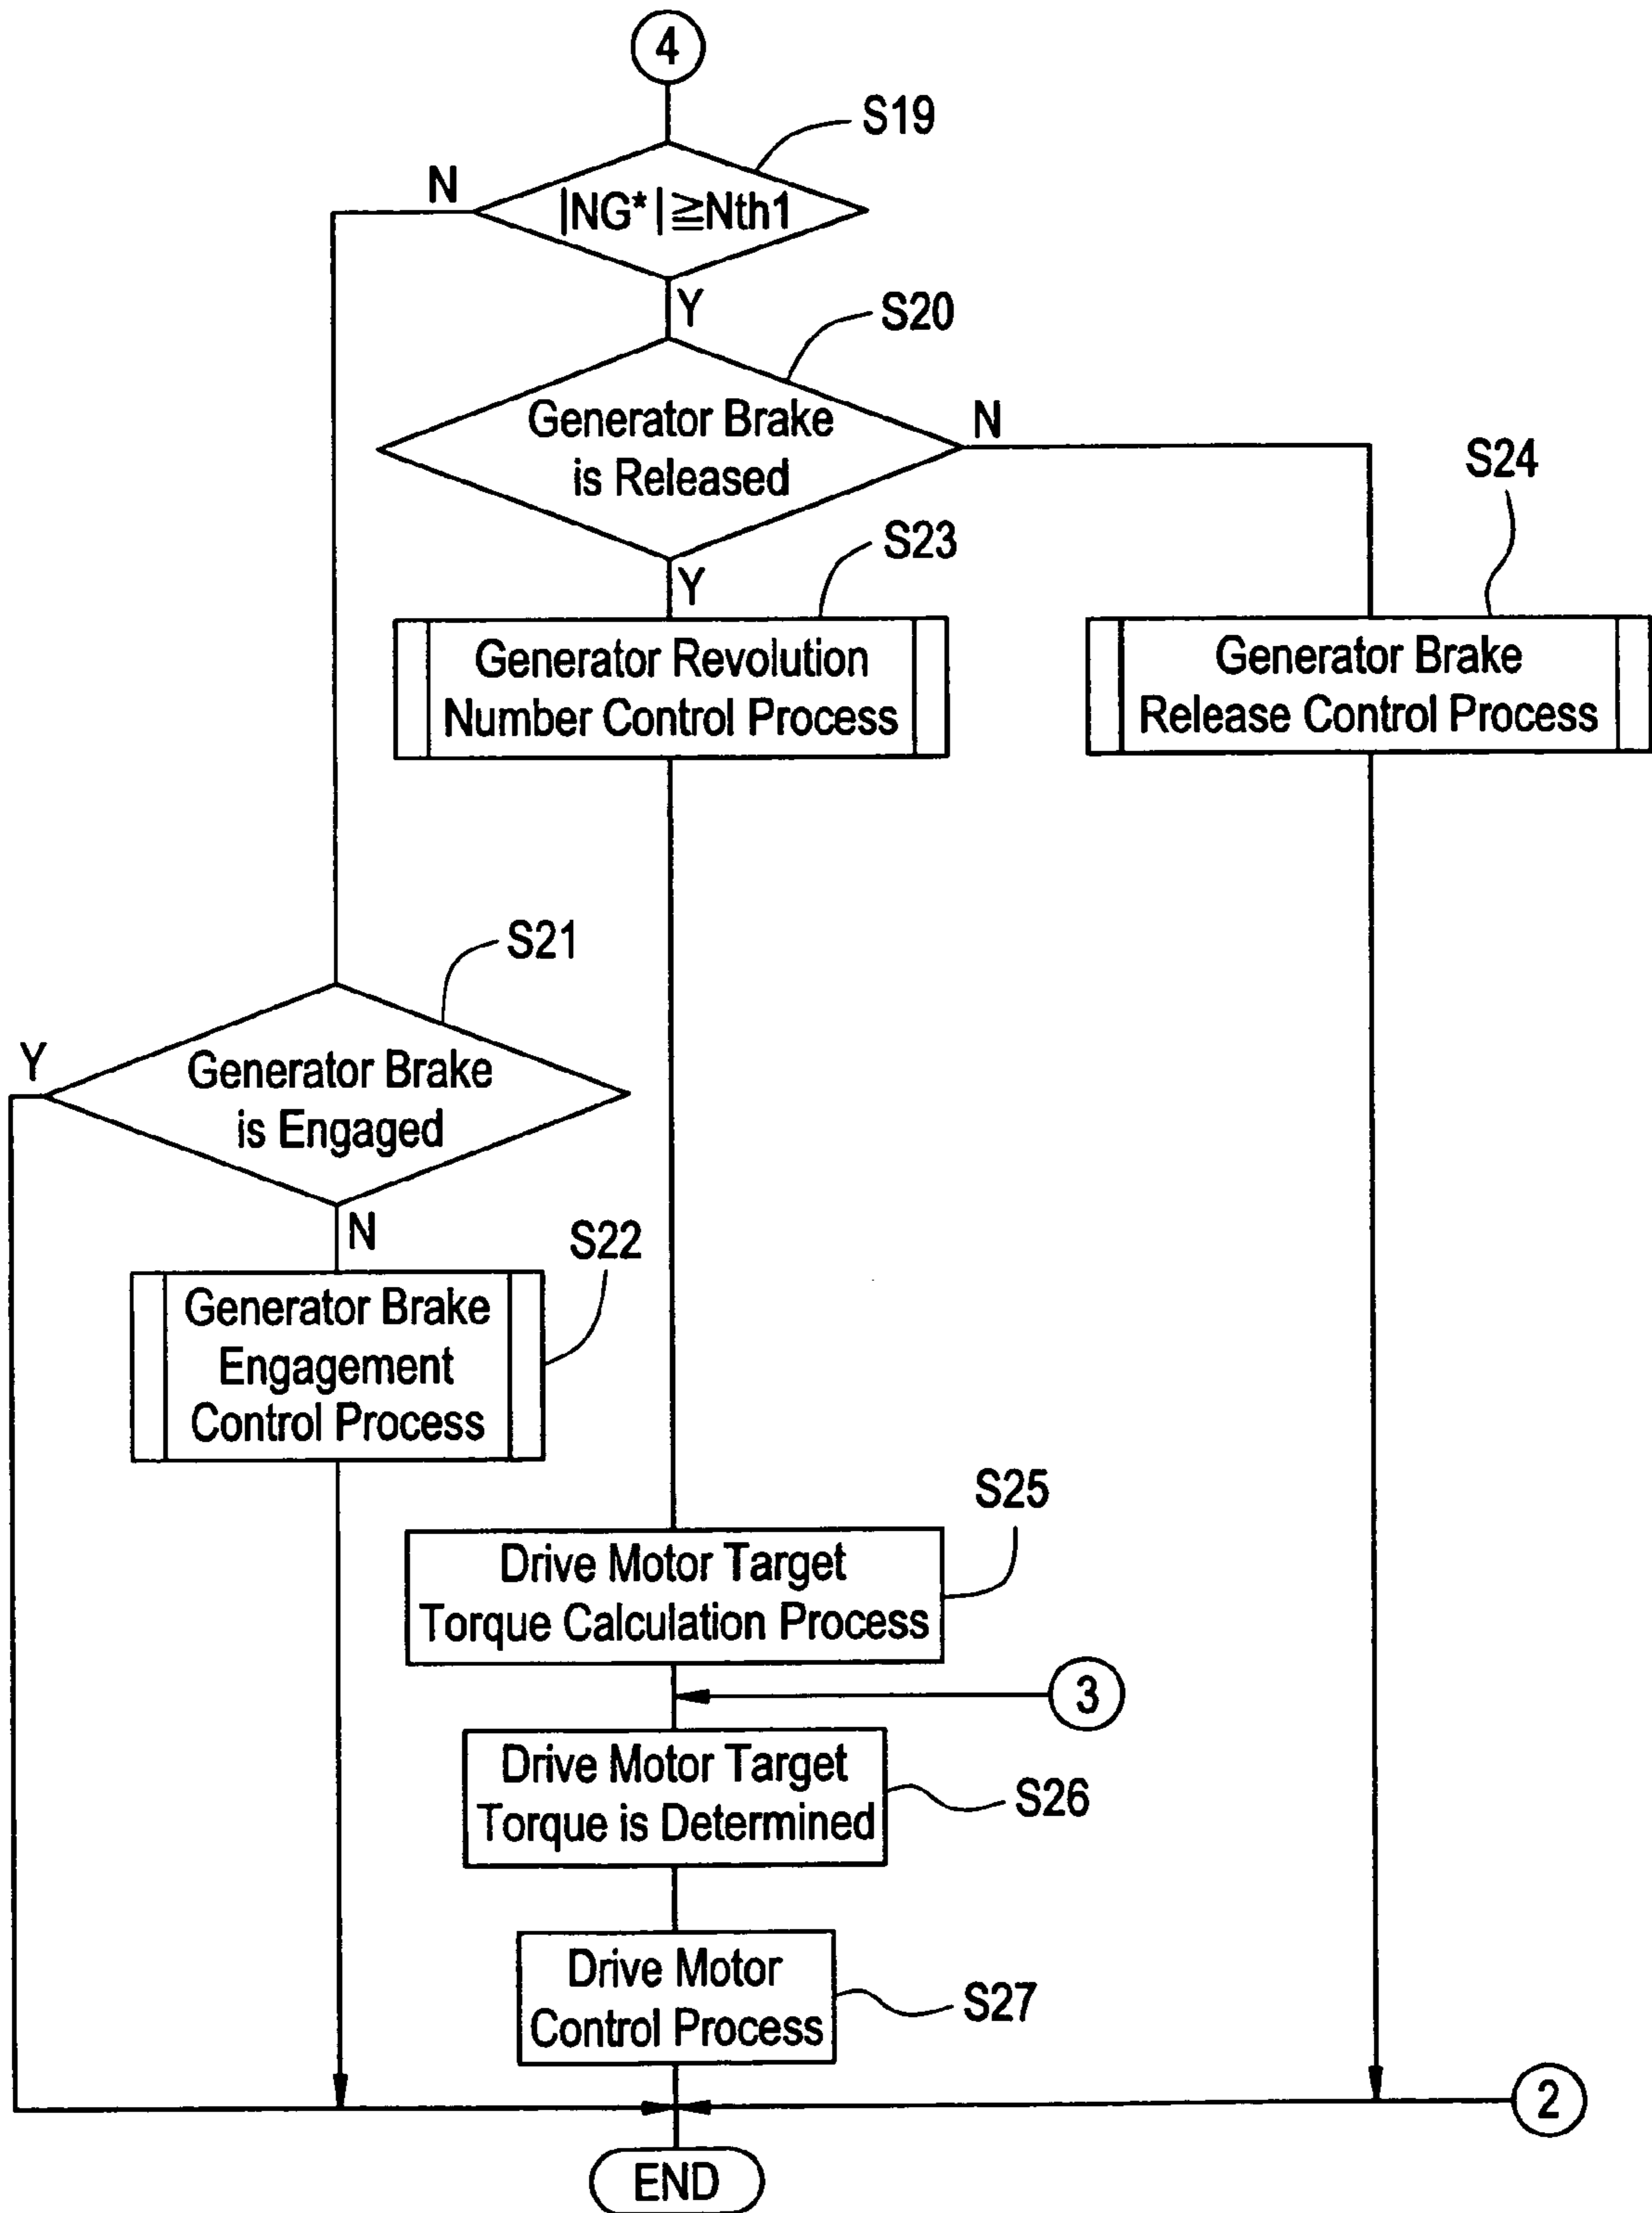 4
S19
N
|NG*|≧Nth1
Y
S20
Generator Brake
is Released
N
S24
S23
Y
Generator Revolution
Number Control Process
Generator Brake
Release Control Process
S21
Y
Generator Brake
is Engaged
N
S22
Generator Brake
Engagement
Control Process
S25
Drive Motor Target
Torque Calculation Process
3
Drive Motor Target
Torque is Determined
S26
Drive Motor
Control Process
S27
2
END